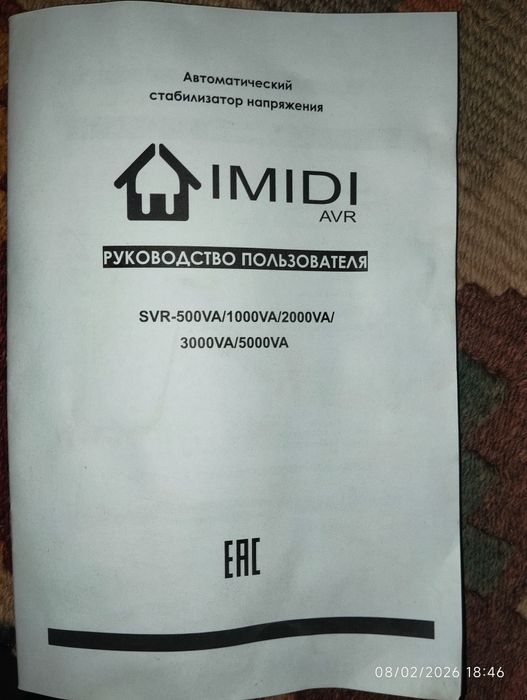 Автоматический
стабилизатор напряжения
IMIDI
AVR
РУКОВОДСТВО ПОЛЬЗОВАТЕЛЯ
SVR-500VA/1000VA/2000VA/
3000VA/5000VA
EAC
08/02/2026 18:46